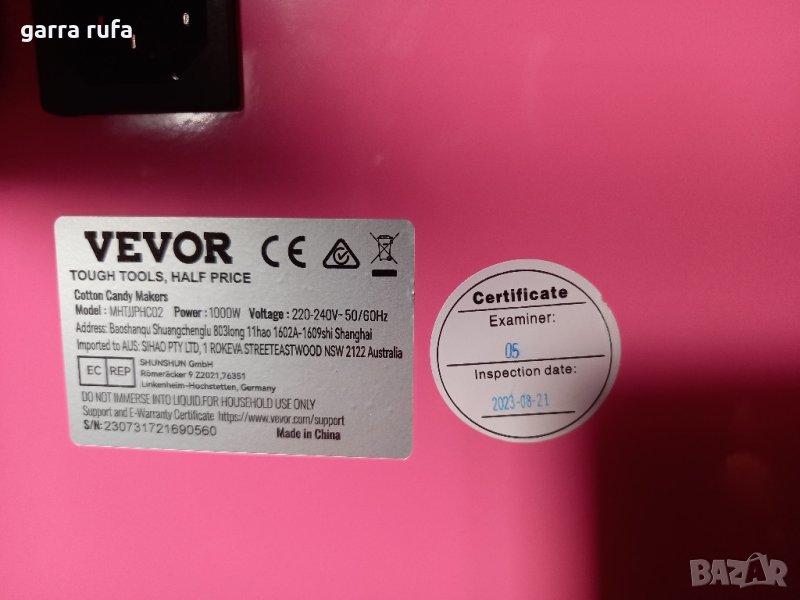 garra rufa
VEVOR CE
TOUGH TOOLS, HALF PRICE
Cotton Candy Makers
Model : MHTJJPHC02 Power : 1000W Voltage : 220-240V~ 50/60Hz
Address: Baoshanqu Shuangchenglu 803long 11hao 1602A-1609shi Shanghai
Imported to AUS: SIHAO PTY LTD, 1 ROKEVA STREETEASTWOOD NSW 2122 Australia
EC REP
SHUNSHUN GmbH
Römeräcker 9 Z2021,76351
Linkenheim-Hochstetten, Germany
DO NOT IMMERSE INTO LIQUID.FOR HOUSEHOLD USE ONLY
Support and E-Warranty Certificate https://www.vevor.com/support
S/N: 230731721690560 Made in China
Certificate
Examiner:
05
Inspection date:
2023-08-21
BAZAR